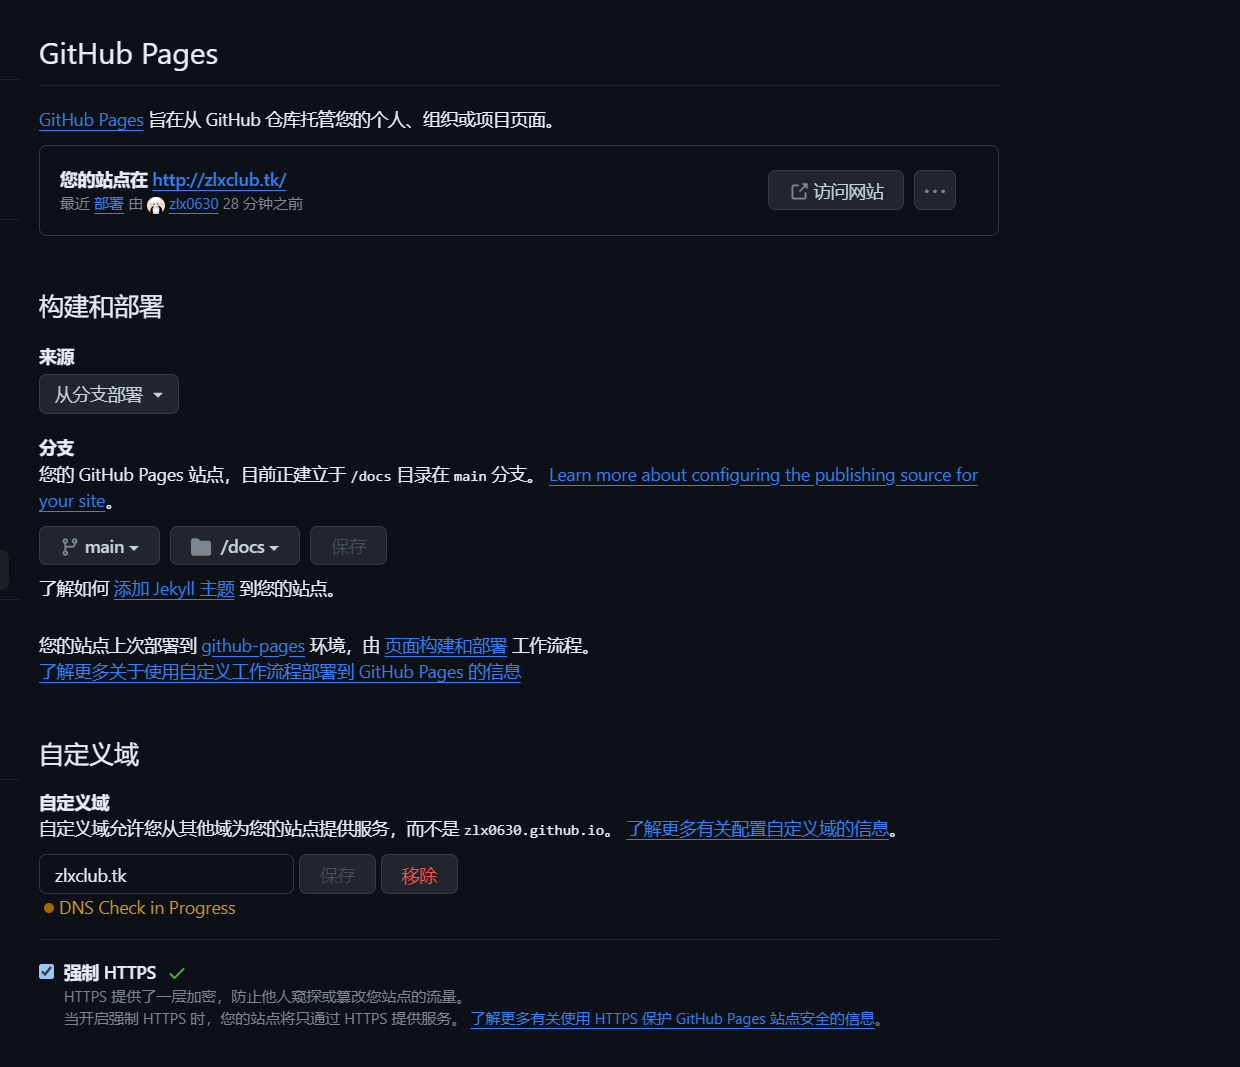 GitHub Pages
GitHub Pages 旨在从 GitHub 仓库托管您的个人、组织或项目页面。
您的站点在 http://zlxclub.tk/
最近 部署 由 zlx0630 28 分钟之前
访问网站
构建和部署
来源
从分支部署
分支
您的 GitHub Pages 站点，目前正建立于 /docs 目录在 main 分支。 Learn more about configuring the publishing source for
your site。
main /docs 保存
了解如何 添加 Jekyll 主题 到您的站点。
您的站点上次部署到 github-pages 环境，由 页面构建和部署 工作流程。
了解更多关于使用自定义工作流程部署到 GitHub Pages 的信息
自定义域
自定义域
自定义域允许您从其他域为您的站点提供服务，而不是 zlx0630.github.io。 了解更多有关配置自定义域的信息。
zlxclub.tk 保存 移除
DNS Check in Progress
强制 HTTPS
HTTPS 提供了一层加密，防止他人窥探或篡改您站点的流量。
当开启强制 HTTPS 时，您的站点将只通过 HTTPS 提供服务。 了解更多有关使用 HTTPS 保护 GitHub Pages 站点安全的信息。